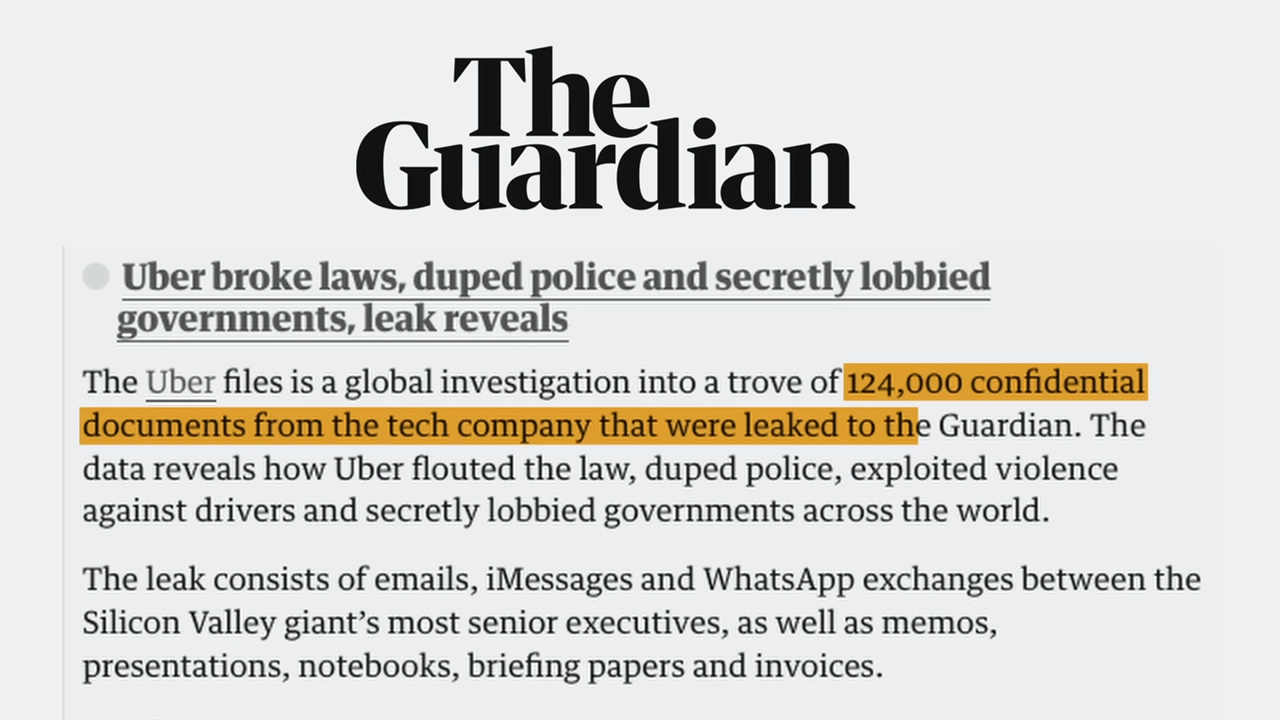 The
Guardian
Uber broke laws, duped police and secretly lobbied
governments, leak reveals
The Uber files is a global investigation into a trove of 124,000 confidential
documents from the tech company that were leaked to the Guardian. The
data reveals how Uber flouted the law, duped police, exploited violence
against drivers and secretly lobbied governments across the world.
The leak consists of emails, iMessages and WhatsApp exchanges between the
Silicon Valley giant’s most senior executives, as well as memos,
presentations, notebooks, briefing papers and invoices.